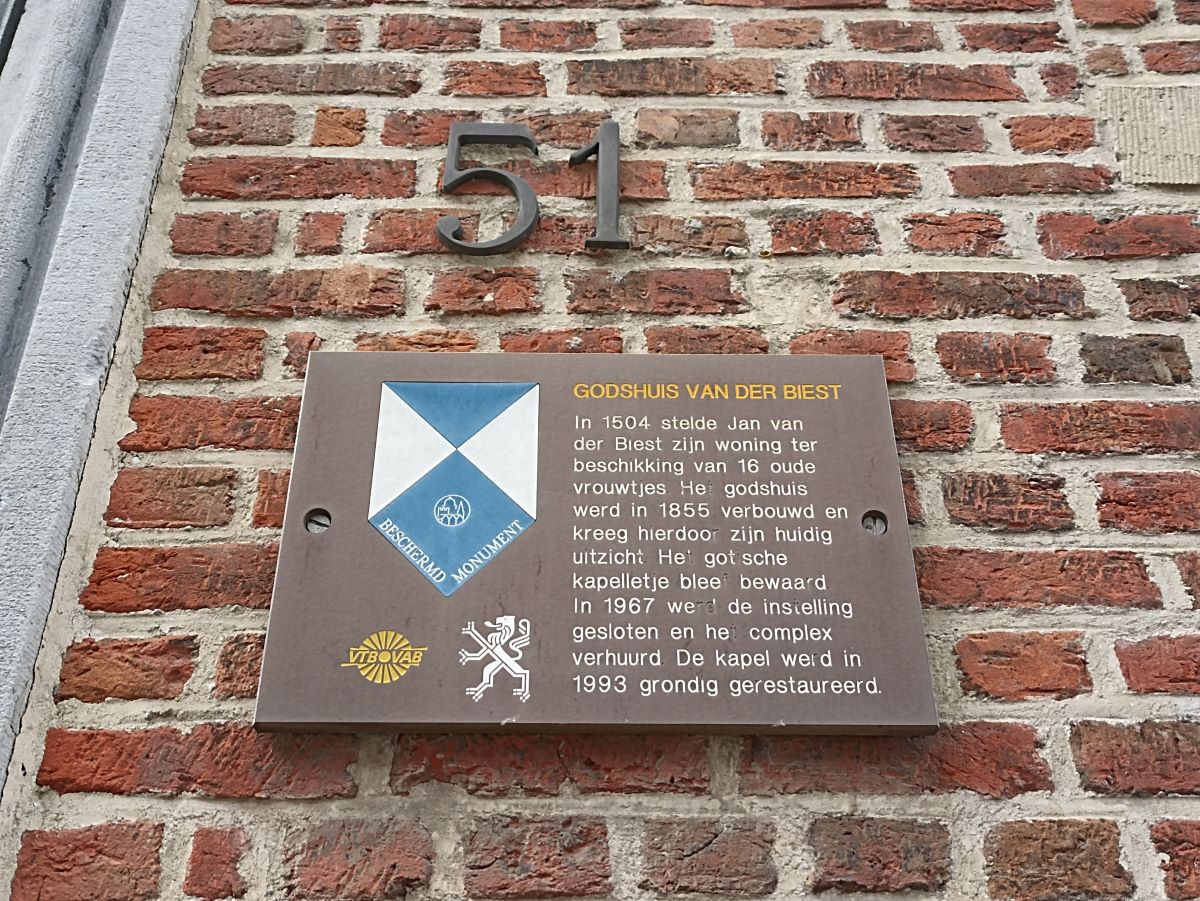 51
GODSHUIS VAN DER BIEST
In 1504 stelde Jan van
der Biest zijn woning ter
beschikking van 16 oude
vrouwtjes. Het godshuis
werd in 1855 verbouwd en
kreeg hierdoor zijn huidig
uitzicht. Het gotische
kapelletje bleef bewaard.
In 1967 werd de instelling
gesloten en het complex
verhuurd. De kapel werd in
1993 grondig gerestaureerd.
BESCHERMD MONUMENT
VTB VAB